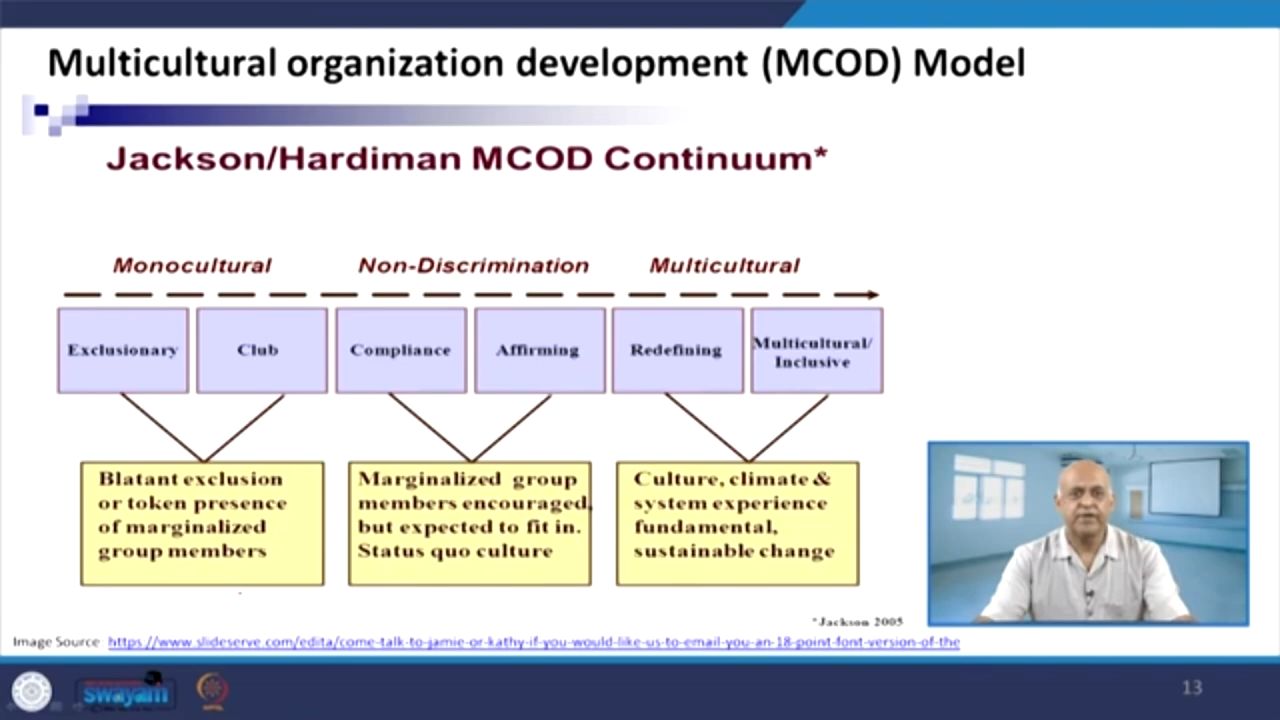 Multicultural organization development (MCOD) Model
Jackson/Hardiman MCOD Continuum*
Monocultural Non-Discrimination Multicultural
Exclusionary
Club
Compliance
Affirming
Redefining
Multicultural/
Inclusive
Blatant exclusion
or token presence
of marginalized
group members
Marginalized group
members encouraged,
but expected to fit in.
Status quo culture
Culture, climate &
system experience
fundamental,
sustainable change
*Jackson 2005
Image Source https://www.slideserve.com/edita/come-talk-to-jamie-or-kathy-if-you-would-like-us-to-email-you-an-18-point-font-version-of-the
swayam
13